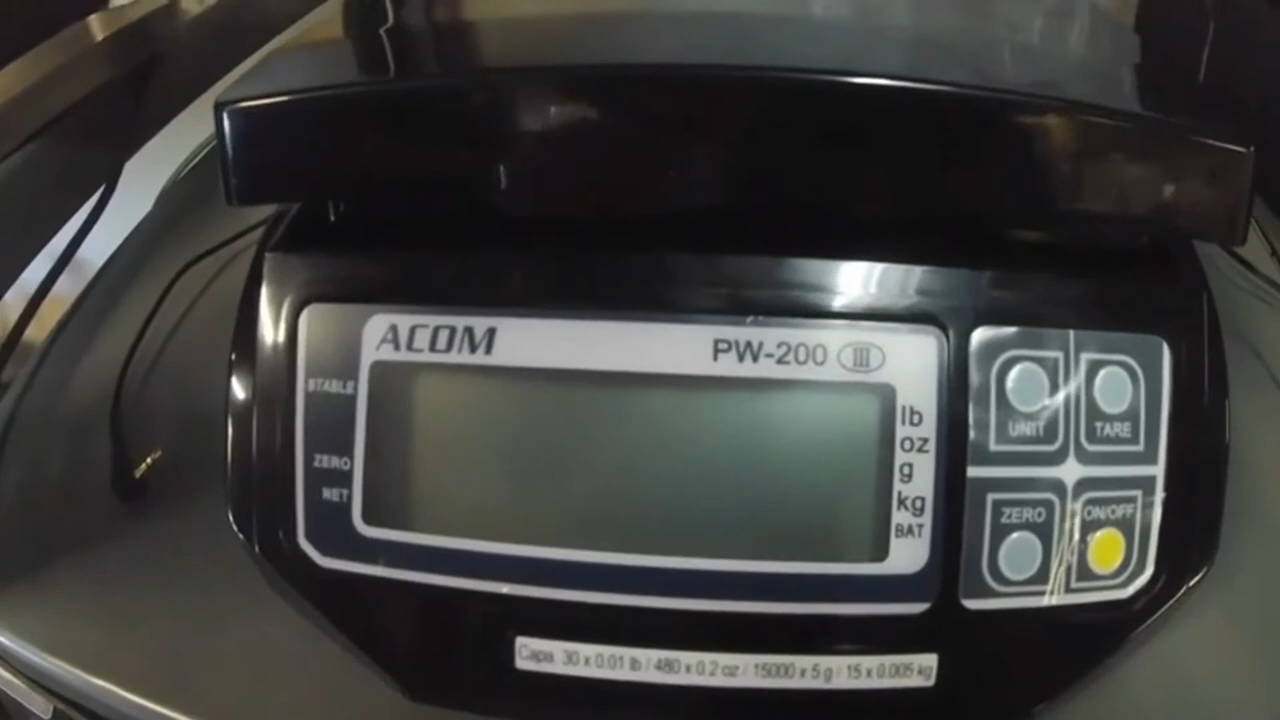 ACOM
PW-200 III
STABLE
ZERO
NET
lb
oz
g
kg
BAT
UNIT
TARE
ZERO
ON/OFF
Capa. 30 x 0.01 lb / 480 x 0.2 oz / 15000 x 5 g / 15 x 0.005 kg